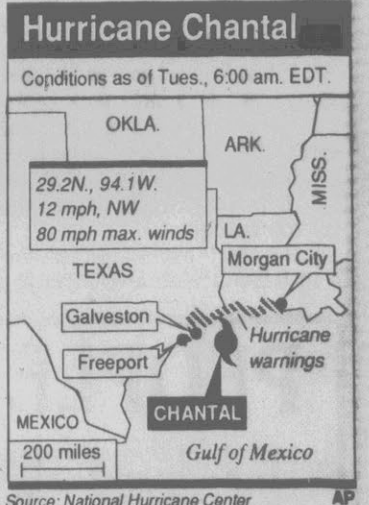 Hurricane Chantal
Conditions as of Tues., 6:00 am. EDT.
OKLA.
ARK.
MISS.
29.2N., 94.1W.
12 mph, NW
80 mph max. winds
LA.
TEXAS
Morgan City
Galveston
Hurricane
warnings
Freeport
CHANTAL
MEXICO
200 miles
Gulf of Mexico
Source: National Hurricane Center
AP